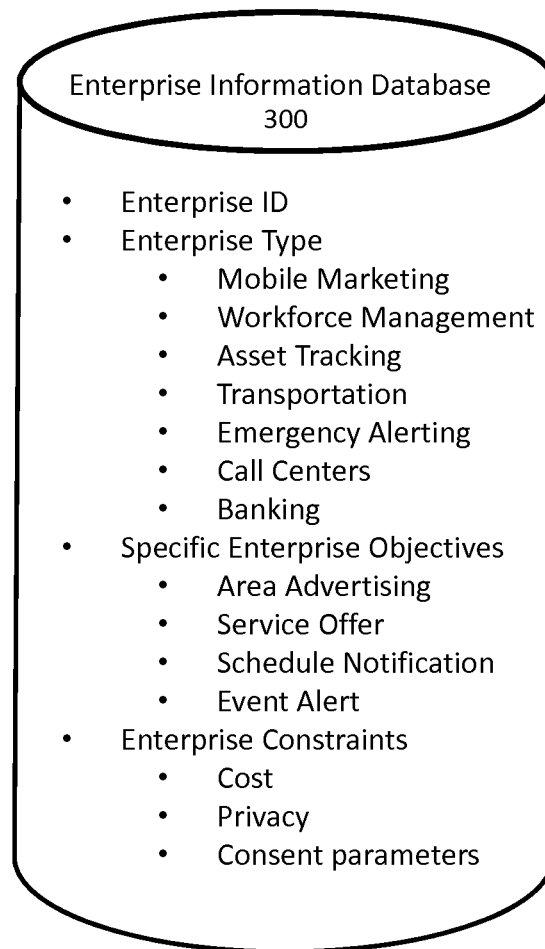 Enterprise Information Database
300
• Enterprise ID
• Enterprise Type
• Mobile Marketing
• Workforce Management
• Asset Tracking
• Transportation
• Emergency Alerting
• Call Centers
• Banking
• Specific Enterprise Objectives
• Area Advertising
• Service Offer
• Schedule Notification
• Event Alert
• Enterprise Constraints
• Cost
• Privacy
• Consent parameters